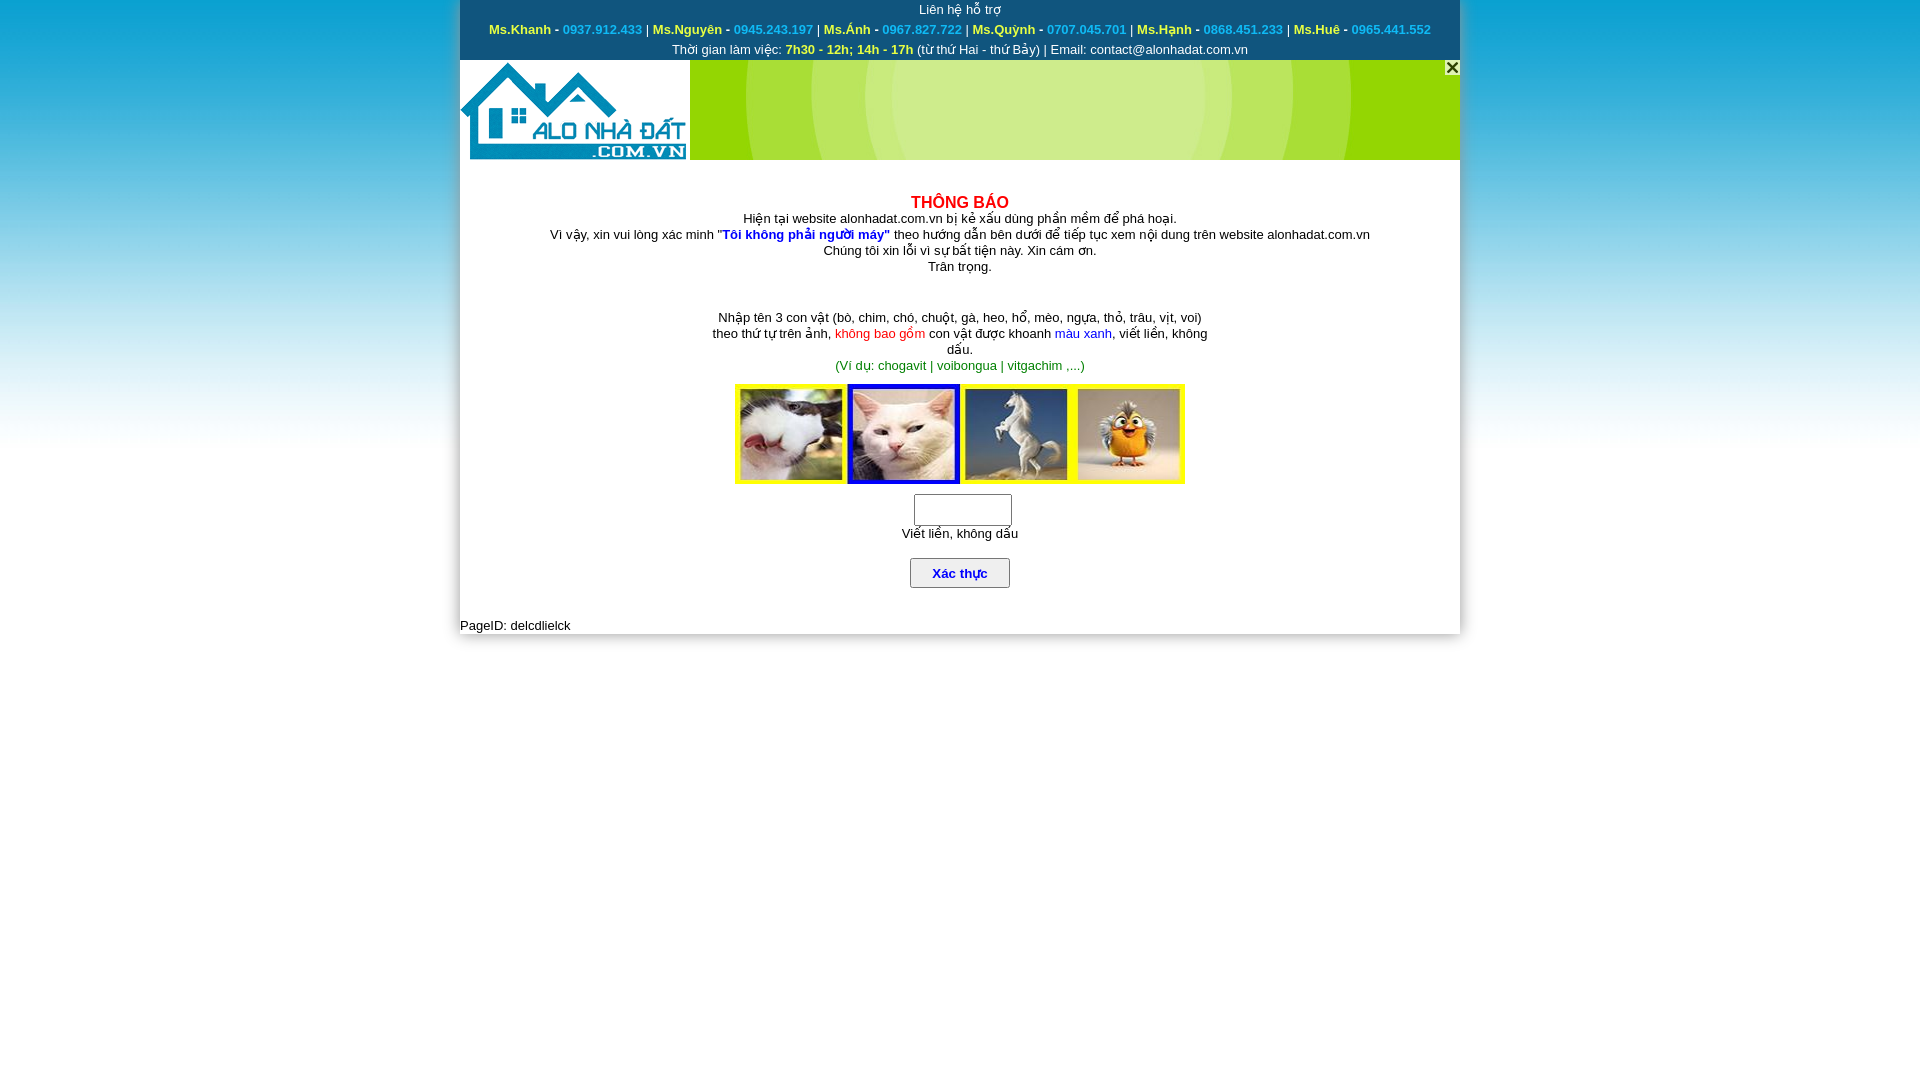 Liên hệ hỗ trợ
Ms.Khanh - 0937.912.433 | Ms.Nguyên - 0945.243.197 | Ms.Ánh - 0967.827.722 | Ms.Quỳnh - 0707.045.701 | Ms.Hạnh - 0868.451.233 | Ms.Huê - 0965.441.552
Thời gian làm việc: 7h30 - 12h; 14h - 17h (từ thứ Hai - thứ Bảy) | Email: contact@alonhadat.com.vn
ALO NHÀ ĐẤT
.COM.VN
THÔNG BÁO
Hiện tại website alonhadat.com.vn bị kẻ xấu dùng phần mềm để phá hoại.
Vì vậy, xin vui lòng xác minh "Tôi không phải người máy" theo hướng dẫn bên dưới để tiếp tục xem nội dung trên website alonhadat.com.vn
Chúng tôi xin lỗi vì sự bất tiện này. Xin cám ơn.
Trân trọng.
Nhập tên 3 con vật (bò, chim, chó, chuột, gà, heo, hổ, mèo, ngựa, thỏ, trâu, vịt, voi)
theo thứ tự trên ảnh, không bao gồm con vật được khoanh màu xanh, viết liền, không
dấu.
(Ví dụ: chogavit | voibongua | vitgachim ,...)
Viết liền, không dấu
Xác thực
PageID: delcdlielck